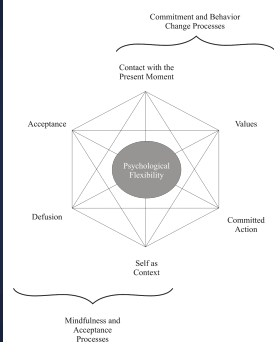 Commitment and Behavior
Change Processes
Contact with the
Present Moment
Acceptance
Values
Psychological
Flexibility
Defusion
Committed
Action
Self as
Context
Mindfulness and
Acceptance
Processes